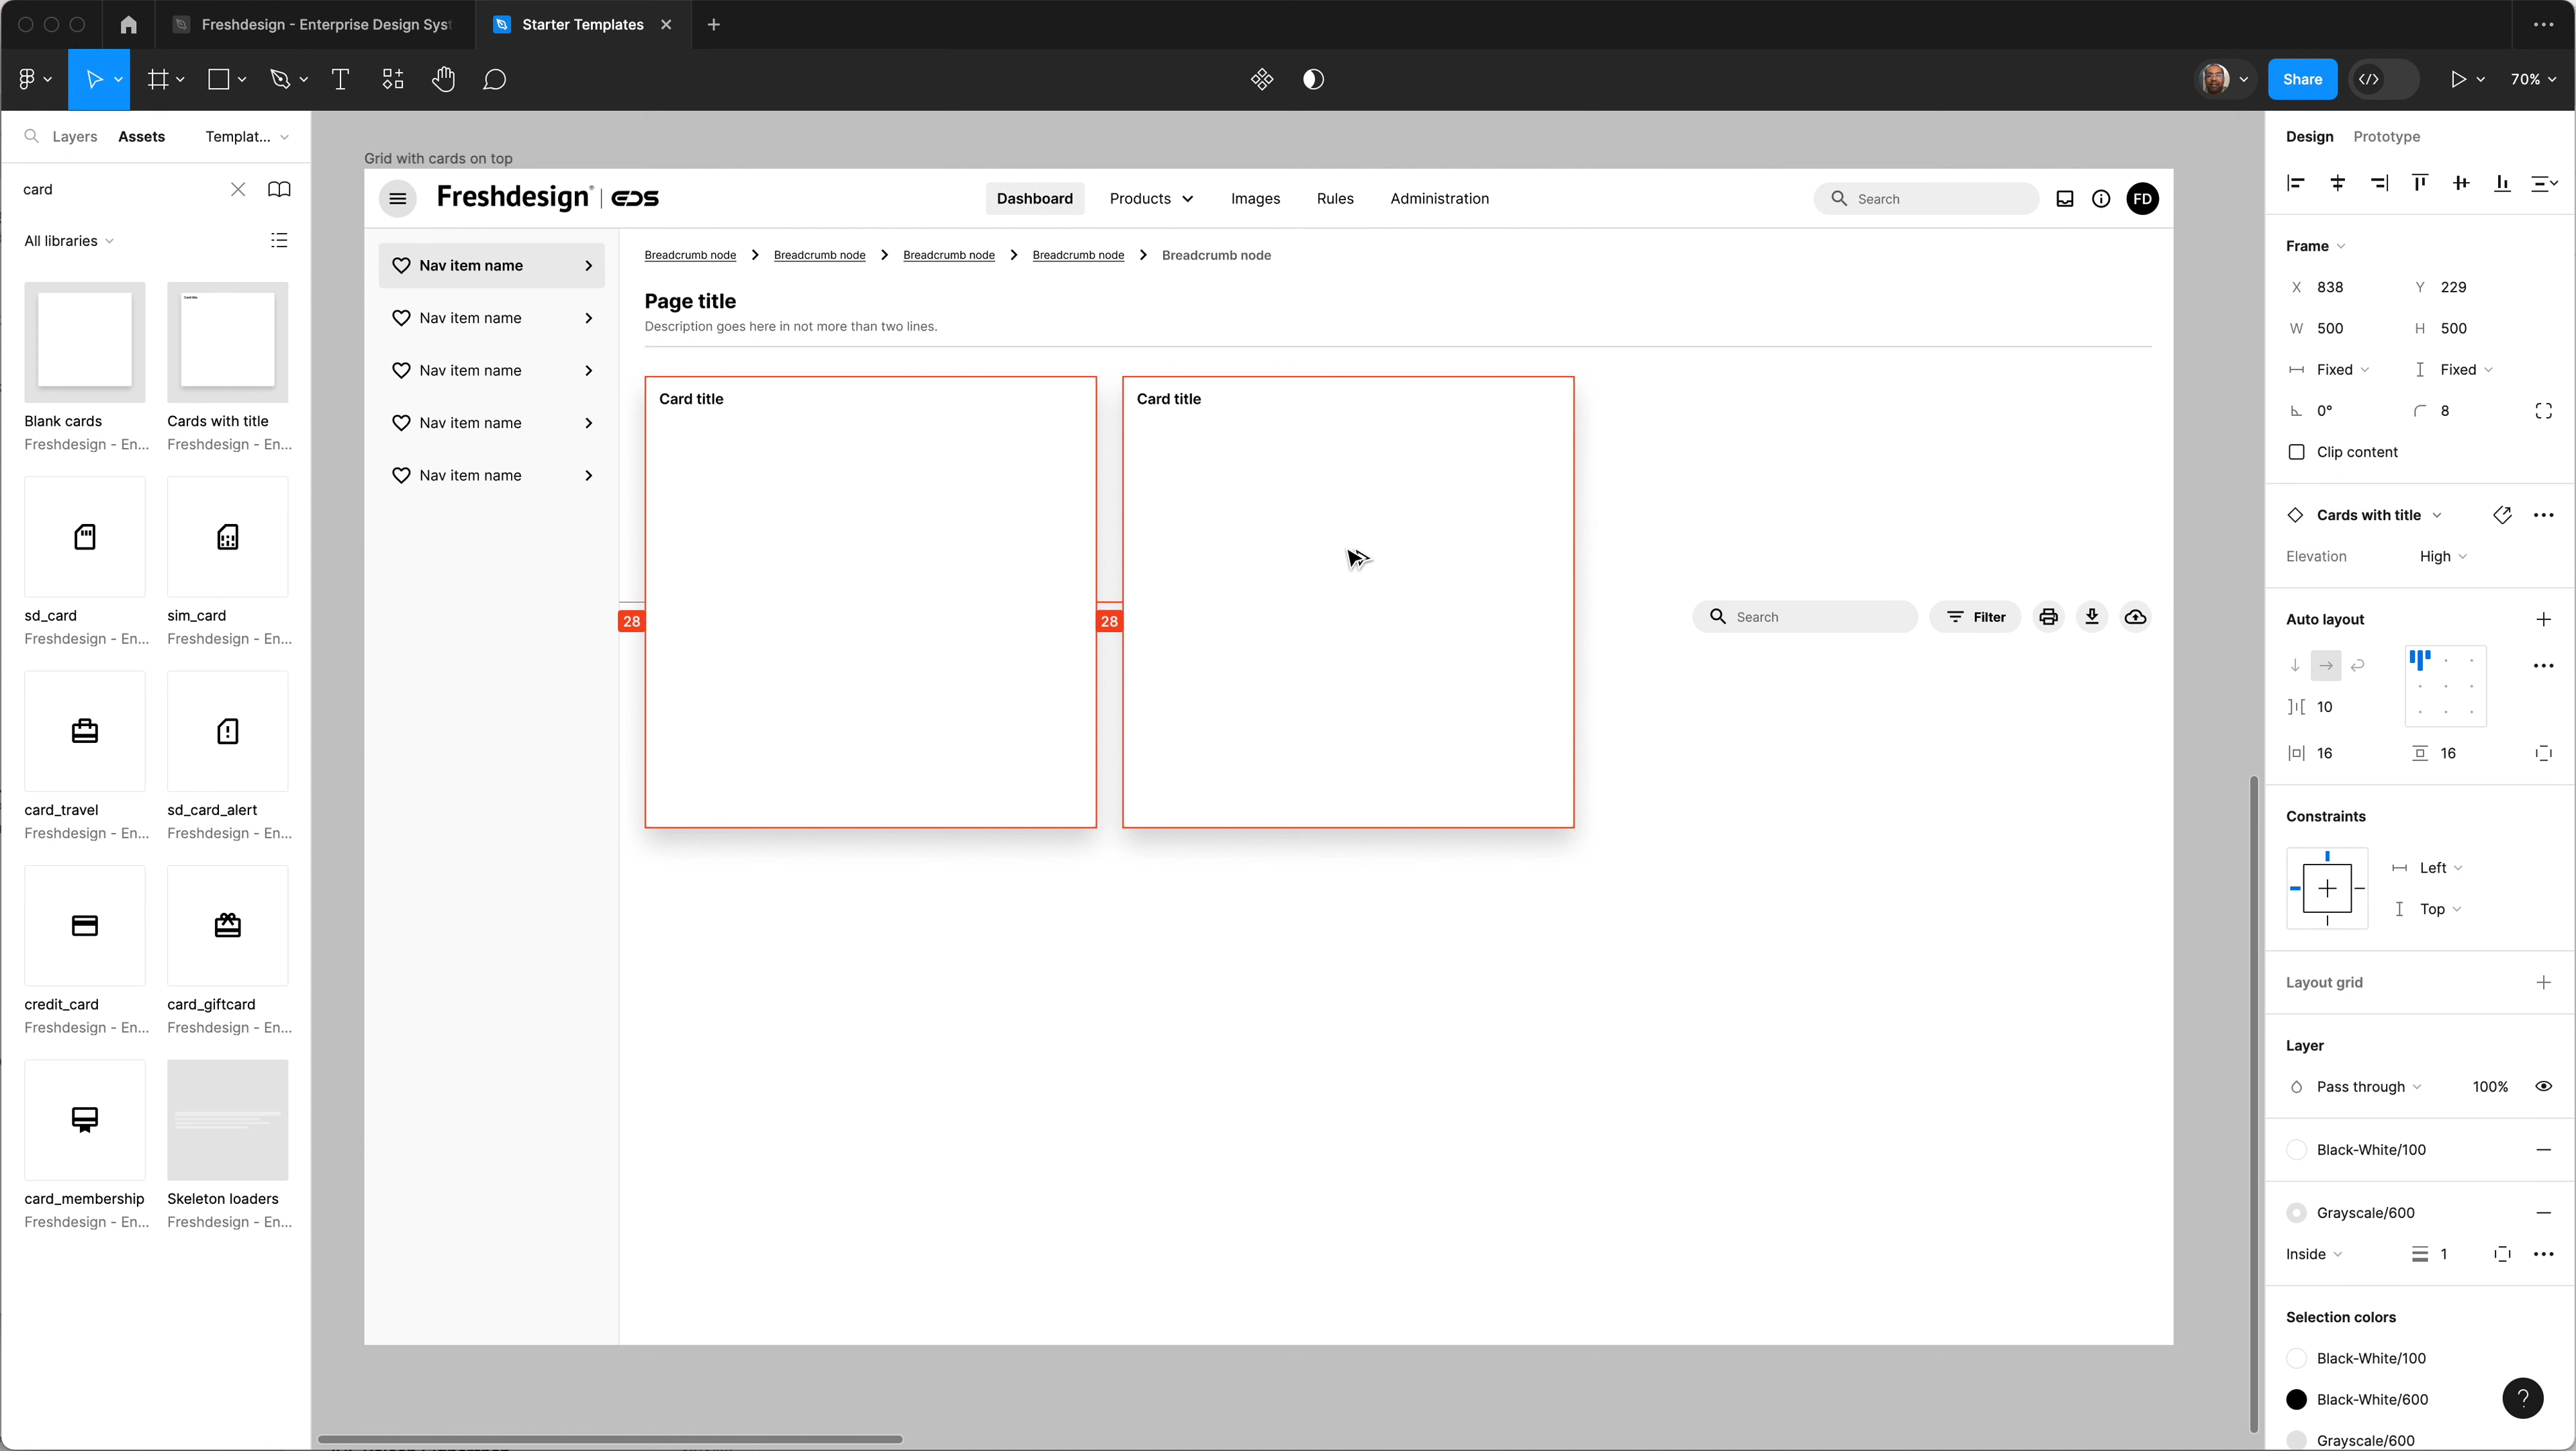 Freshdesign - Enterprise Design Syst
Starter Templates
Share
70%
Layers
Assets
Templat...
card
All libraries
Card title
Blank cards
Cards with title
Freshdesign - En...
Freshdesign - En...
sd_card
sim_card
Freshdesign - En...
Freshdesign - En...
card_travel
sd_card_alert
Freshdesign - En...
Freshdesign - En...
credit_card
card_giftcard
Freshdesign - En...
Freshdesign - En...
card_membership
Skeleton loaders
Freshdesign - En...
Freshdesign - En...
Grid with cards on top
Freshdesign® | EDS
Dashboard
Products
Images
Rules
Administration
Search
FD
Nav item name
Nav item name
Nav item name
Nav item name
Nav item name
Breadcrumb node
Breadcrumb node
Breadcrumb node
Breadcrumb node
Breadcrumb node
Page title
Description goes here in not more than two lines.
Card title
Card title
28
28
Search
Filter
Design
Prototype
Frame
X 838
Y 229
W 500
H 500
Fixed
Fixed
0°
8
Clip content
Cards with title
Elevation
High
Auto layout
10
16
16
Constraints
Left
Top
Layout grid
Layer
Pass through
100%
Black-White/100
Grayscale/600
Inside
1
Selection colors
Black-White/100
Black-White/600
?
Grayscale/600